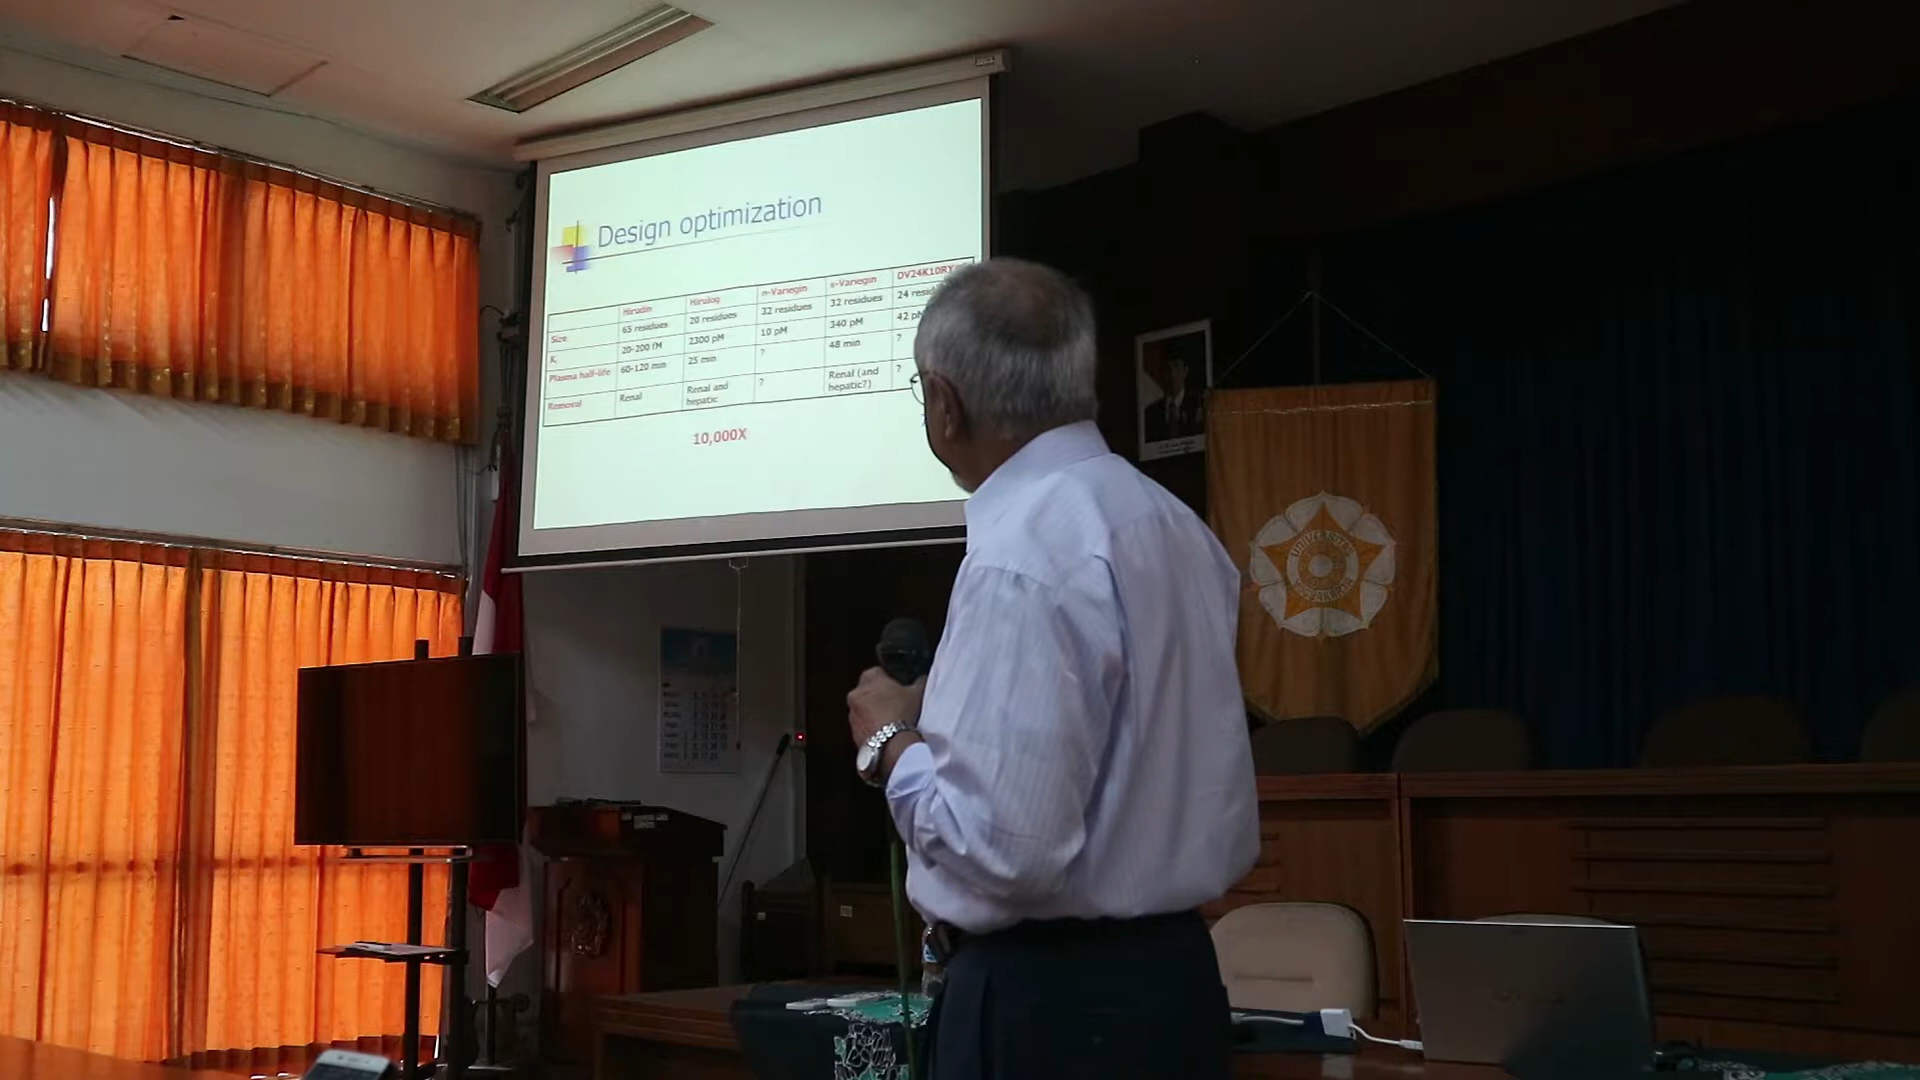 Design optimization
Hirudin Hirulog n-Variegin s-Variegin DV24K10RY
Size 65 residues 20 residues 32 residues 32 residues 24
Ki 20-200 fM 2300 pM 10 pM 340 pM 42
Plasma half-life 60-120 min 25 min ? 48 min ?
Removal Renal Renal and hepatic ? Renal (and hepatic?) ?
10,000X